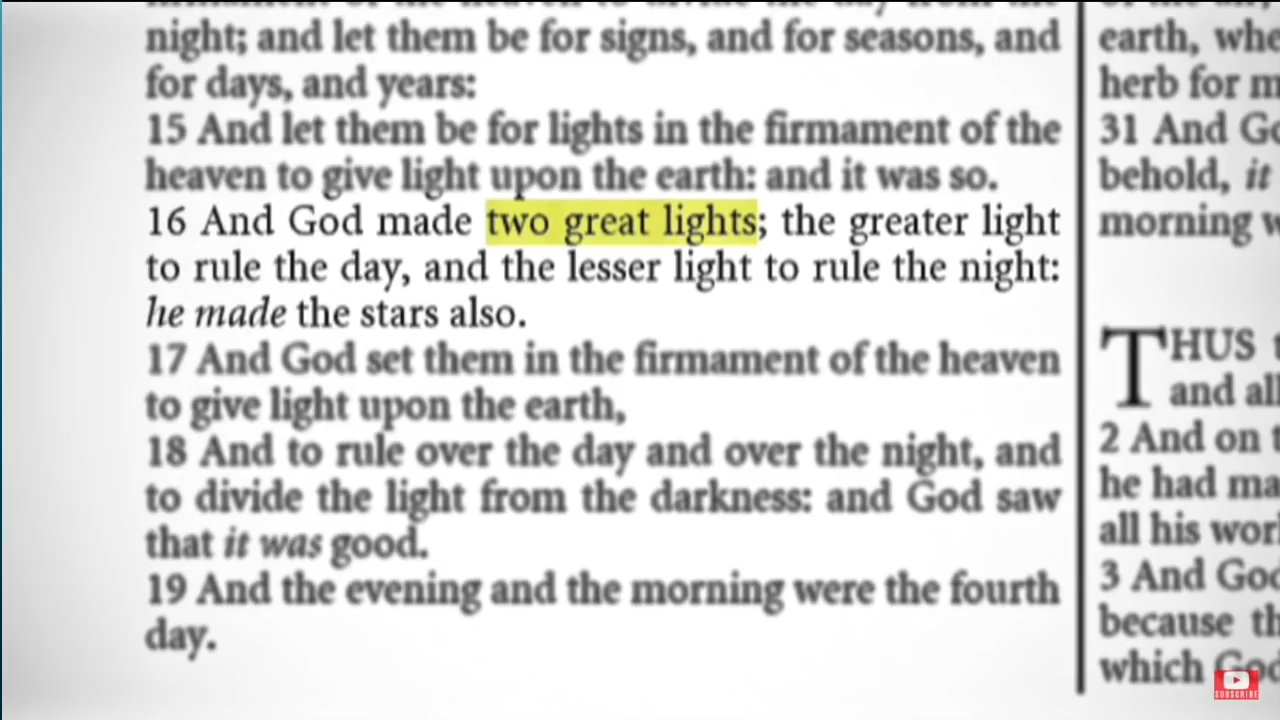 night; and let them be for signs, and for seasons, and
for days, and years:
15 And let them be for lights in the firmament of the
heaven to give light upon the earth: and it was so.
16 And God made two great lights; the greater light
to rule the day, and the lesser light to rule the night:
he made the stars also.
17 And God set them in the firmament of the heaven
to give light upon the earth,
18 And to rule over the day and over the night, and
to divide the light from the darkness: and God saw
that it was good.
19 And the evening and the morning were the fourth
day.
earth,
herb for
31 And
behold, it
morning
THUS
and all
2 And on
he had
all his
3 And God
because
which God
SUBSCRIBE